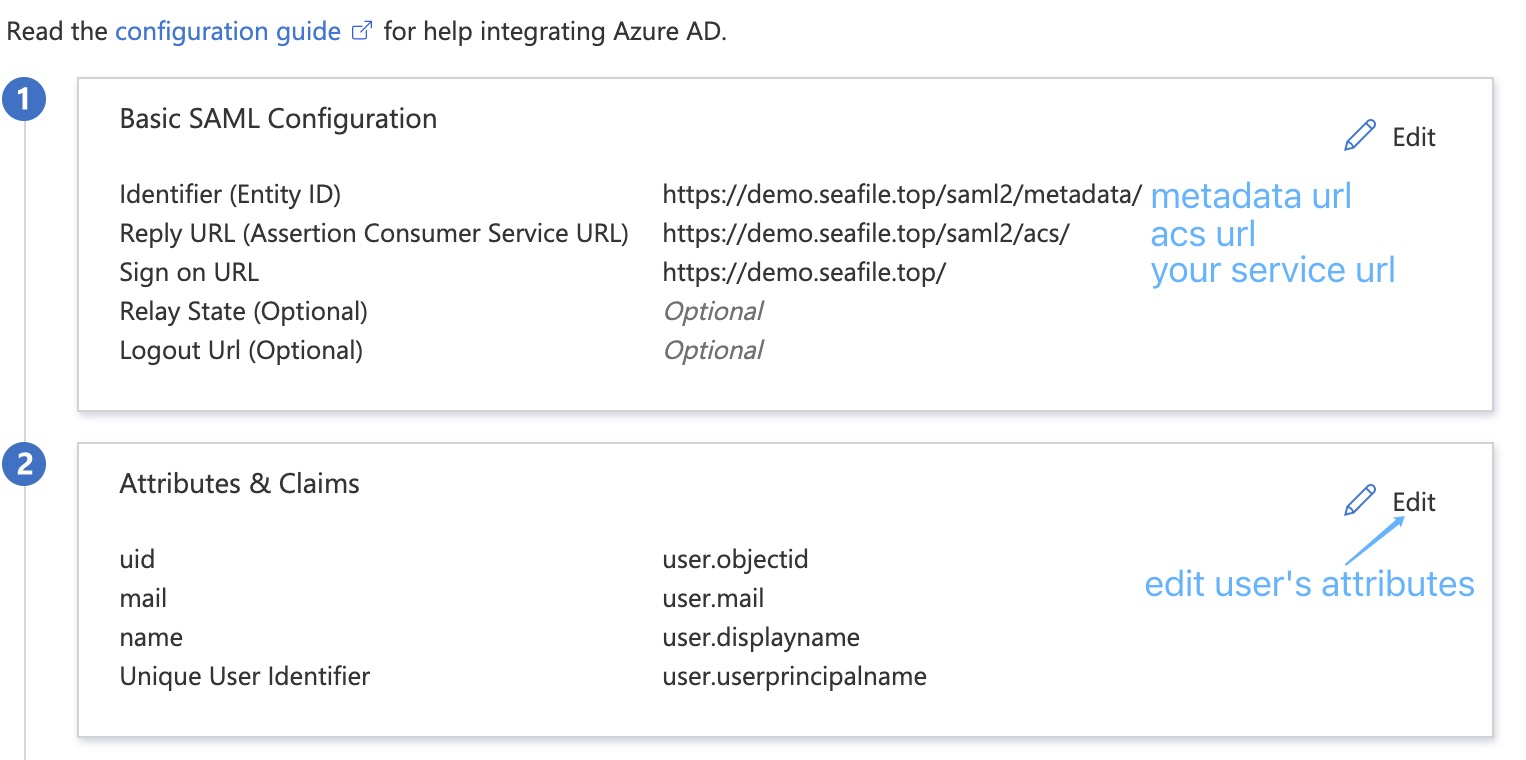 Read the configuration guide for help integrating Azure AD.
1
Basic SAML Configuration
Edit
Identifier (Entity ID) https://demo.seafile.top/saml2/metadata/ metadata url
Reply URL (Assertion Consumer Service URL) https://demo.seafile.top/saml2/acs/ acs url
Sign on URL https://demo.seafile.top/ your service url
Relay State (Optional) Optional
Logout Url (Optional) Optional
2
Attributes & Claims
Edit
uid user.objectid
mail user.mail
edit user's attributes
name user.displayname
Unique User Identifier user.userprincipalname